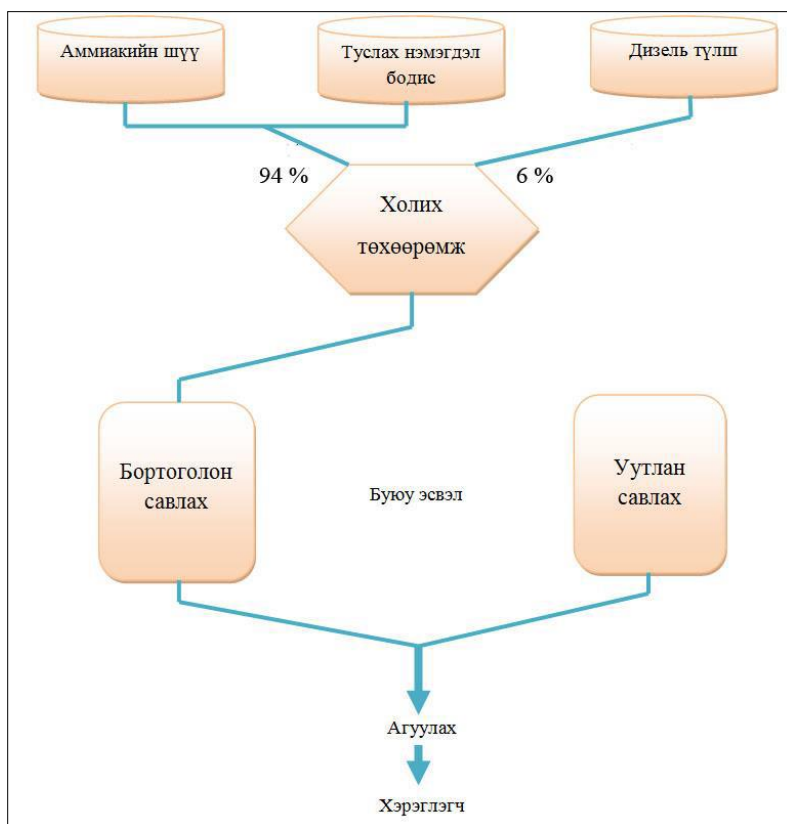 Аммиакийн шүү
Туслах нэмэгдэл
бодис
Дизель түлш
94 %
6 %
Холих
төхөөрөмж
Бортоголон
савлах
Буюу эсвэл
Уутлан
савлах
Агуулах
Хэрэглэгч